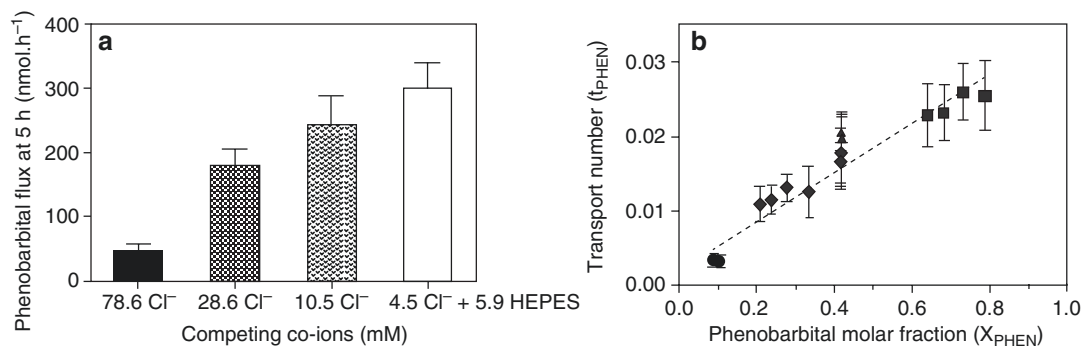 a
Phenobarbital flux at 5 h (nmol.h⁻¹)
400
300
200
100
0
78.6 Cl⁻ 28.6 Cl⁻ 10.5 Cl⁻ 4.5 Cl⁻ + 5.9 HEPES
Competing co-ions (mM)
b
Transport number (t_PHEN)
0.03
0.02
0.01
0.00
0.0 0.2 0.4 0.6 0.8 1.0
Phenobarbital molar fraction (X_PHEN)